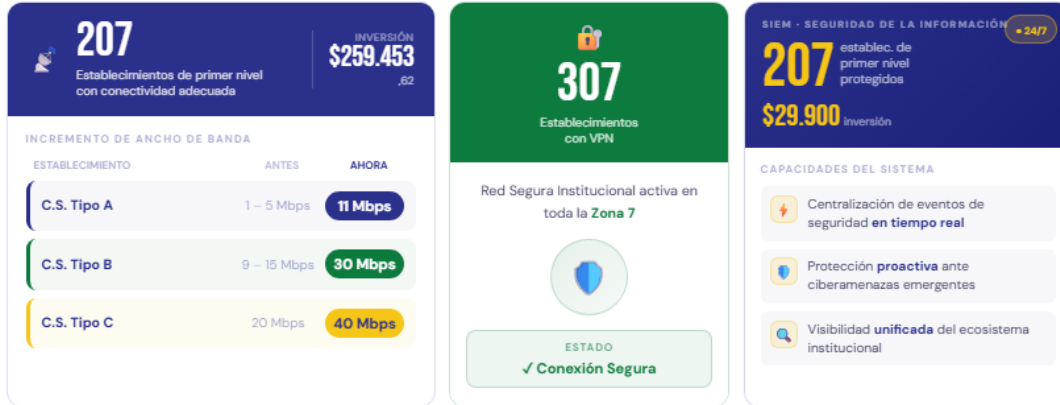 207
Establecimientos de primer nivel
con conectividad adecuada
INVERSIÓN
$259.453
,62
INCREMENTO DE ANCHO DE BANDA
ESTABLECIMIENTO ANTES AHORA
C.S. Tipo A 1 – 5 Mbps 11 Mbps
C.S. Tipo B 9 – 15 Mbps 30 Mbps
C.S. Tipo C 20 Mbps 40 Mbps
307
Establecimientos
con VPN
Red Segura Institucional activa en
toda la Zona 7
ESTADO
✓ Conexión Segura
SIEM · SEGURIDAD DE LA INFORMACIÓN
24/7
207
establec. de
primer nivel
protegidos
$29.900 inversión
CAPACIDADES DEL SISTEMA
Centralización de eventos de
seguridad en tiempo real
Protección proactiva ante
ciberamenazas emergentes
Visibilidad unificada del ecosistema
institucional